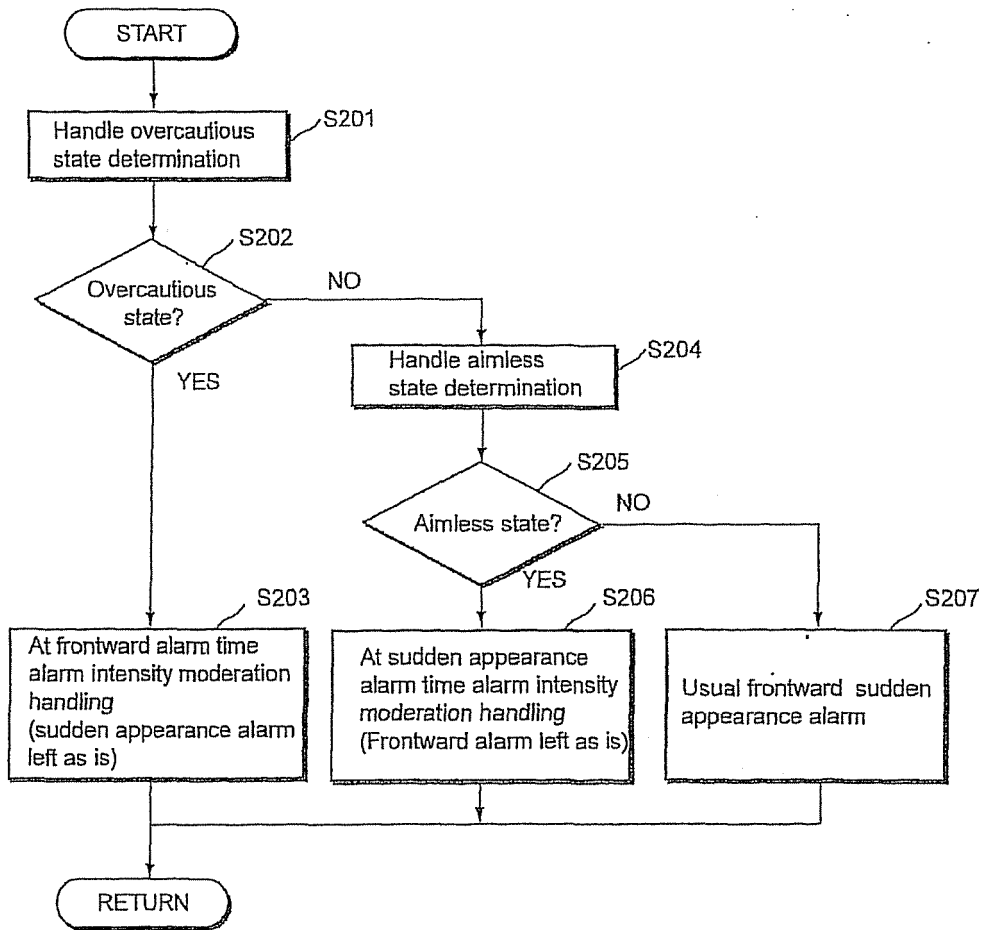 START
Handle overcautious
state determination
S201
S202
Overcautious
state?
NO
YES
Handle aimless
state determination
S204
S205
Aimless state?
NO
YES
S203
At frontward alarm time
alarm intensity moderation
handling
(sudden appearance alarm
left as is)
S206
At sudden appearance
alarm time alarm intensity
moderation handling
(Frontward alarm left as is)
S207
Usual frontward sudden
appearance alarm
RETURN